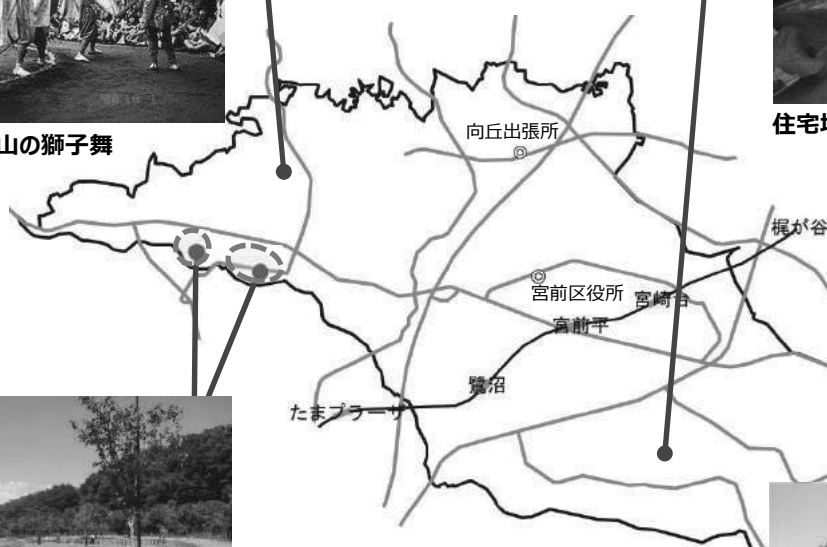 山の獅子舞
住宅地
向丘出張所
梶が谷
宮前区役所
宮崎台
宮前平
鷺沼
たまプラーザ